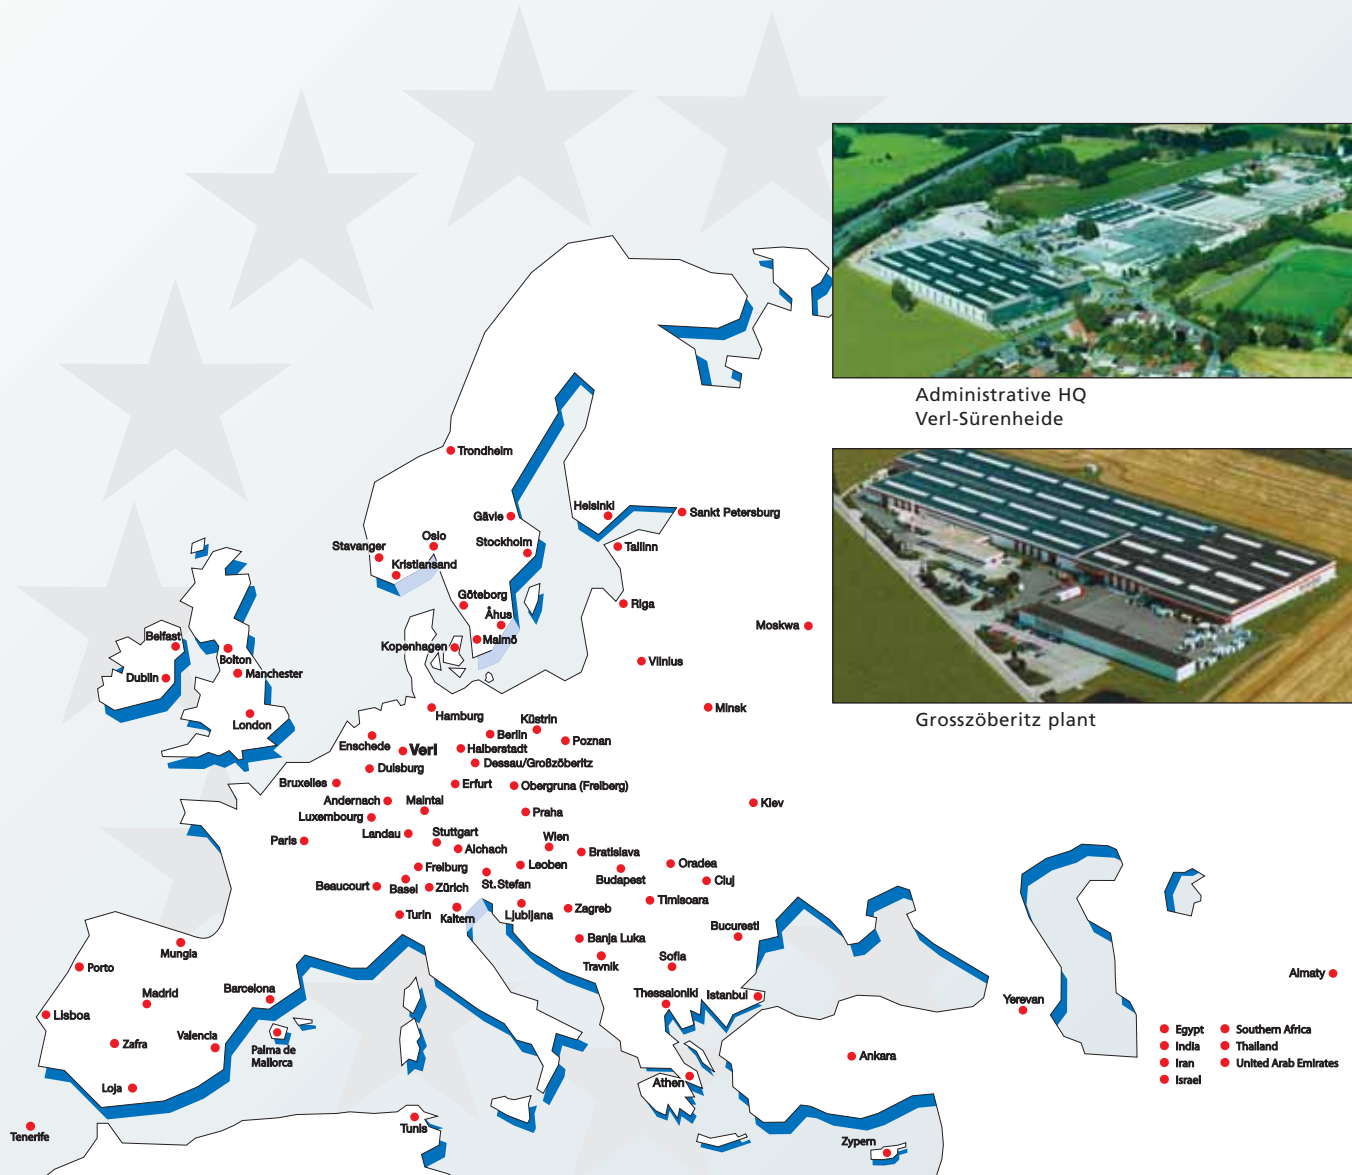 Administrative HQ
Verl-Sürenheide
Grosszöberitz plant
Trondheim
Gävle
Helsinki
Sankt Petersburg
Oslo
Stockholm
Stavanger
Tallinn
Kristiansand
Göteborg
Riga
Åhus
Moskwa
Belfast
Malmö
Kopenhagen
Bolton
Vilnius
Manchester
Dublin
Minsk
Hamburg
London
Küstrin
Berlin
Enschede
Verl
Halberstadt
Poznan
Dessau/Großzöberitz
Duisburg
Bruxelles
Erfurt
Obergruna (Freiberg)
Andernach
Maintal
Kiev
Luxembourg
Praha
Paris
Landau
Stuttgart
Wien
Aichach
Bratislava
Freiburg
Leoben
Oradea
Beaucourt
Basel
Zürich
St. Stefan
Budapest
Cluj
Timisoara
Turin
Kaltern
Ljubljana
Zagreb
Bucuresti
Mungia
Banja Luka
Travnik
Sofia
Porto
Almaty
Madrid
Barcelona
Thessaloniki
Istanbul
Yerevan
Lisboa
Zafra
Valencia
Palma de
Mallorca
Ankara
Loja
Athen
Tenerife
Tunis
Zypern
Egypt
India
Iran
Israel
Southern Africa
Thailand
United Arab Emirates